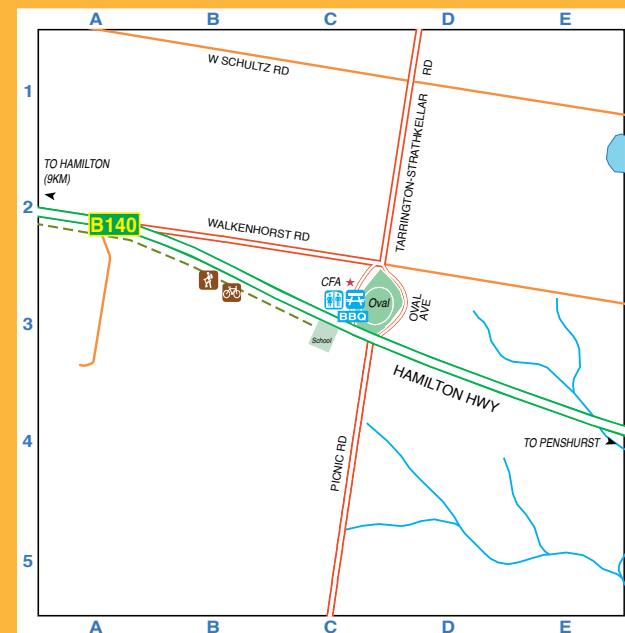 A B C D E
W SCHULTZ RD
RD
1
TARRINGTON-STRATHKELLAR
TO HAMILTON
(9KM)
2
B140
WALKENHORST RD
CFA
Oval
OVAL
AVE
BBQ
3
School
HAMILTON HWY
4
TO PENSHURST
PICNIC RD
5
A B C D E